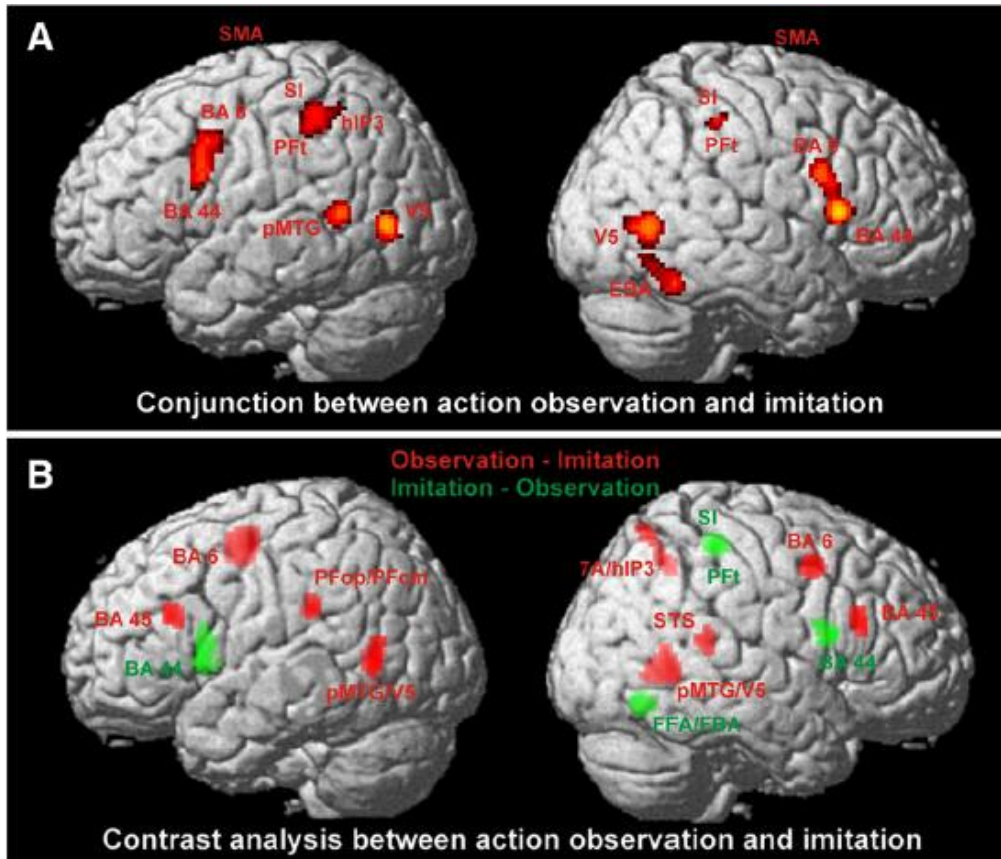 A
SMA
SMA
BA 6
SI
hIP3
PFt
BA 44
pMTG
V5
SI
PFt
BA 6
V5
BA 44
EBA
Conjunction between action observation and imitation
B
Observation - Imitation
Imitation - Observation
BA 6
PFop/PFcm
BA 45
BA 44
pMTG/V5
SI
BA 6
7A/hIP3
PFt
STS
BA 45
BA 44
pMTG/V5
FFA/EBA
Contrast analysis between action observation and imitation